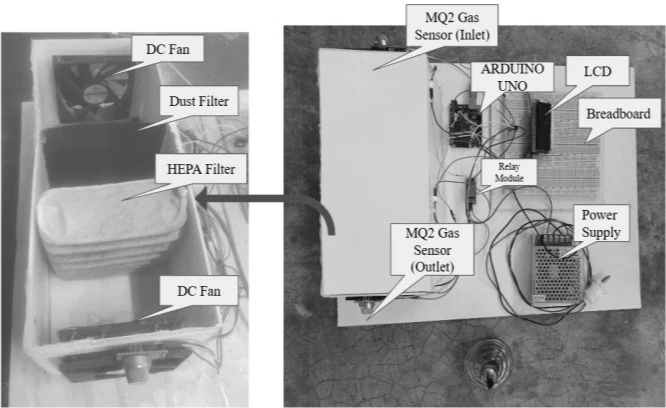 DC Fan
Dust Filter
HEPA Filter
DC Fan
MQ2 Gas
Sensor (Inlet)
ARDUINO
UNO
LCD
Breadboard
Relay
Module
MQ2 Gas
Sensor
(Outlet)
Power
Supply